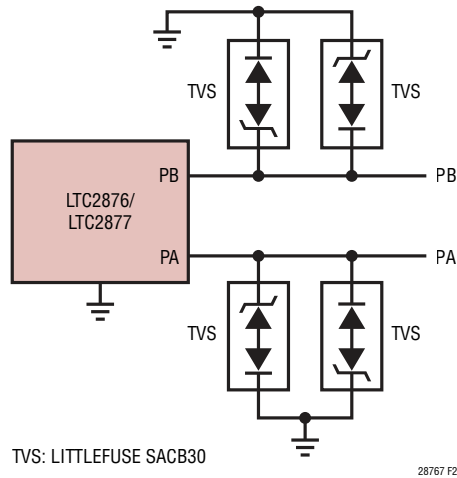 TVS
TVS
PB
PB
LTC2876/
LTC2877
PA
PA
TVS
TVS
TVS: LITTLEFUSE SACB30
28767 F2